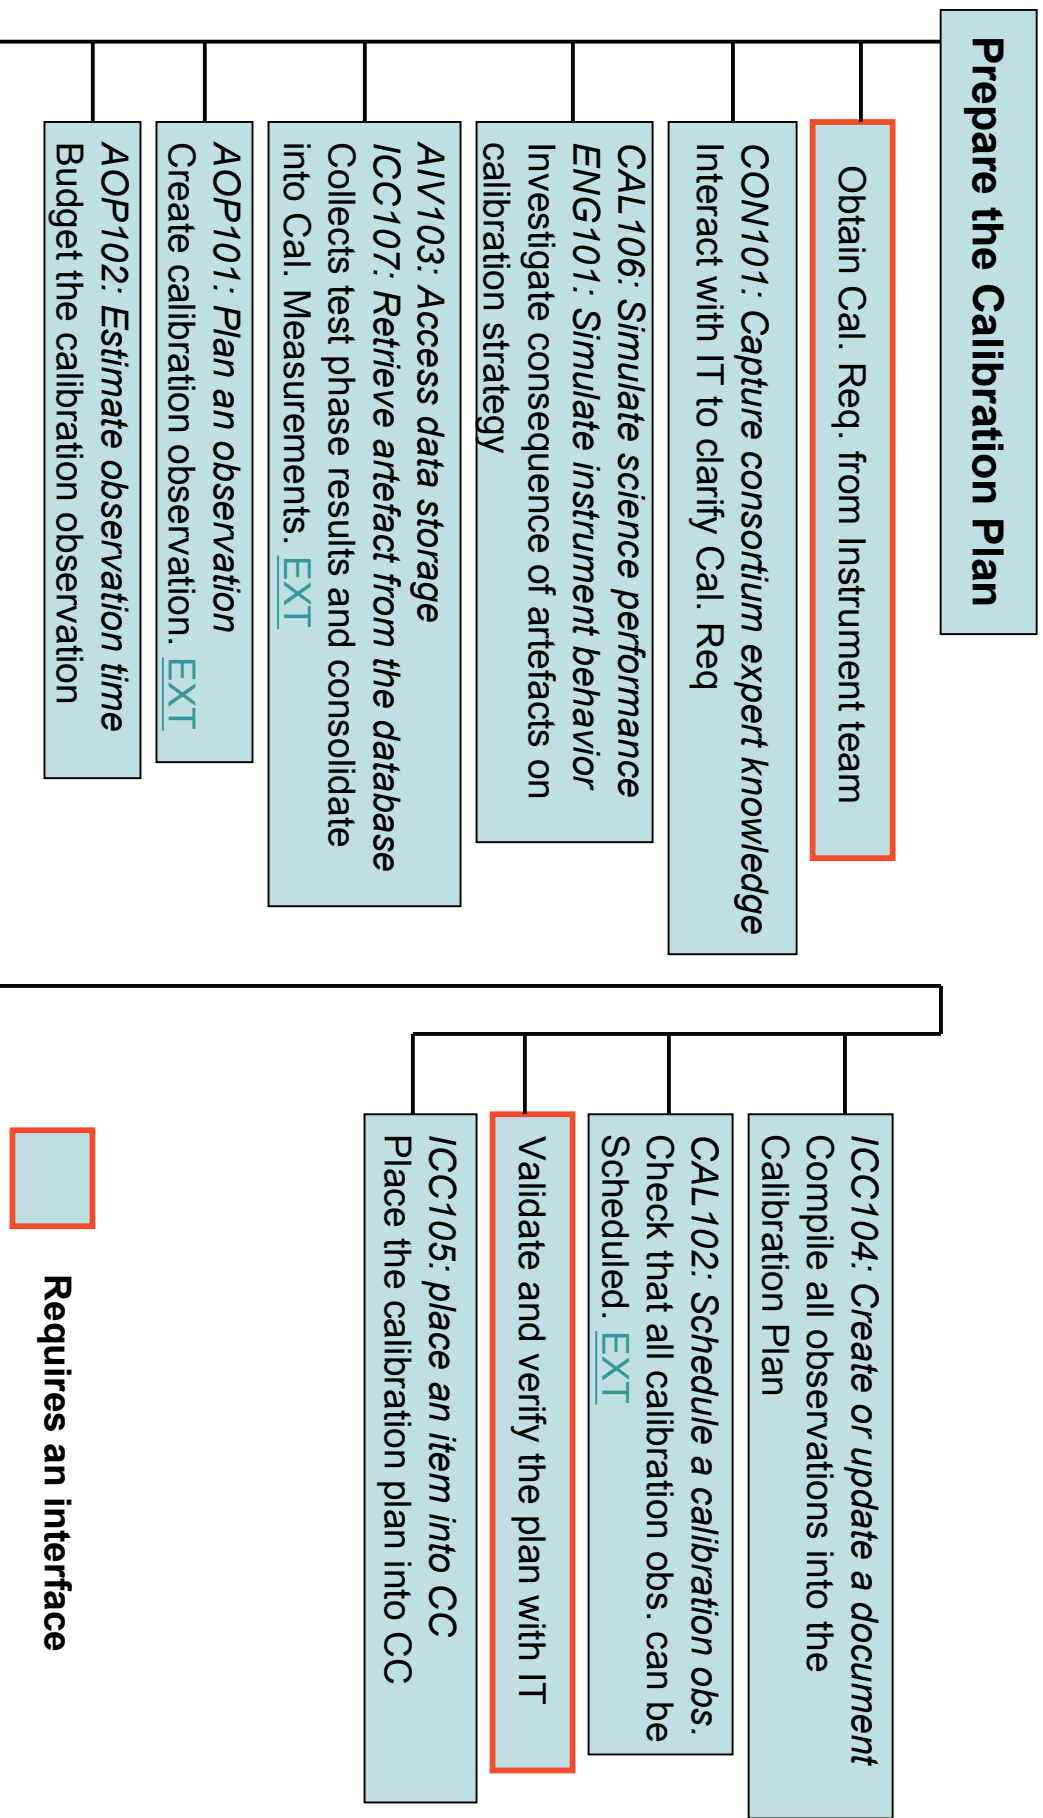 Prepare the Calibration Plan
Obtain Cal. Req. from Instrument team
CON101: Capture consortium expert knowledge
Interact with IT to clarify Cal. Req
CAL106: Simulate science performance
ENG101: Simulate instrument behavior
Investigate consequence of artefacts on
calibration strategy
AIV103: Access data storage
ICC107: Retrieve artefact from the database
Collects test phase results and consolidate
into Cal. Measurements. EXT
AOP101: Plan an observation
Create calibration observation. EXT
AOP102: Estimate observation time
Budget the calibration observation
ICC104: Create or update a document
Compile all observations into the
Calibration Plan
CAL102: Schedule a calibration obs.
Check that all calibration obs. can be
Scheduled. EXT
Validate and verify the plan with IT
ICC105: place an item into CC
Place the calibration plan into CC
Requires an interface